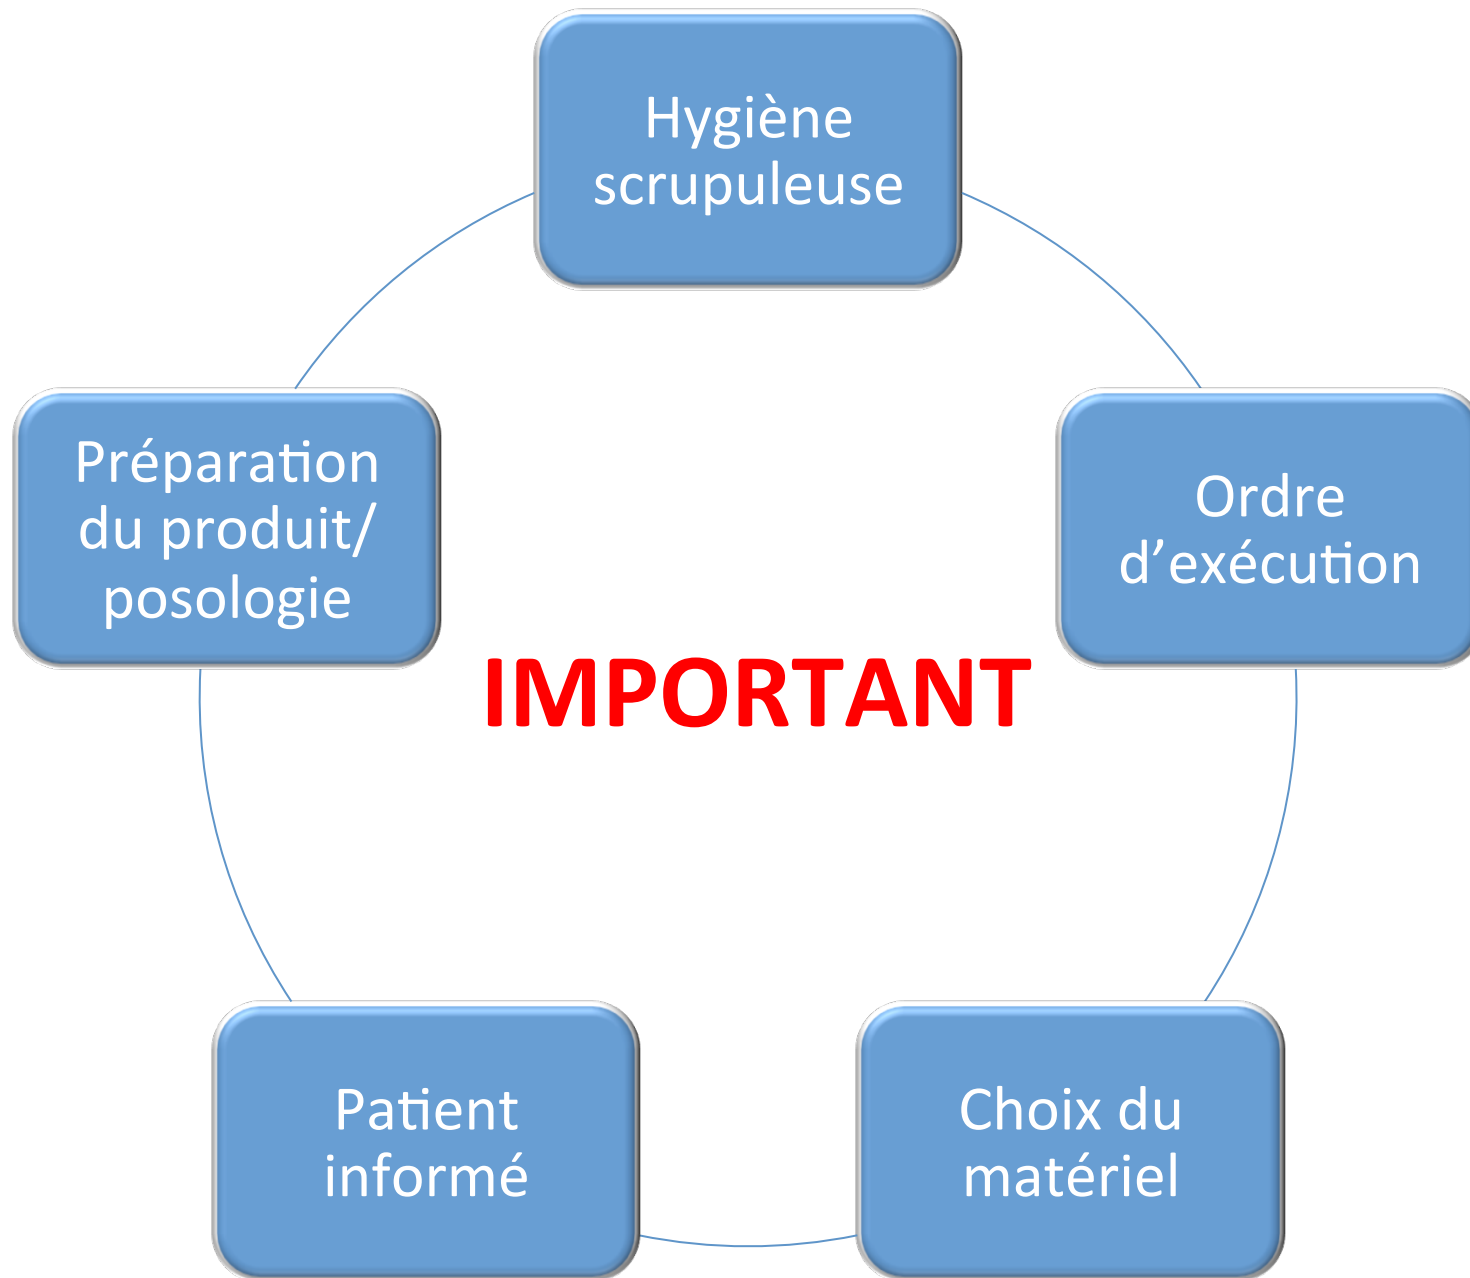 Hygiène
scrupuleuse
Ordre
d’exécution
Choix du
matériel
Patient
informé
Préparation
du produit/
posologie
IMPORTANT